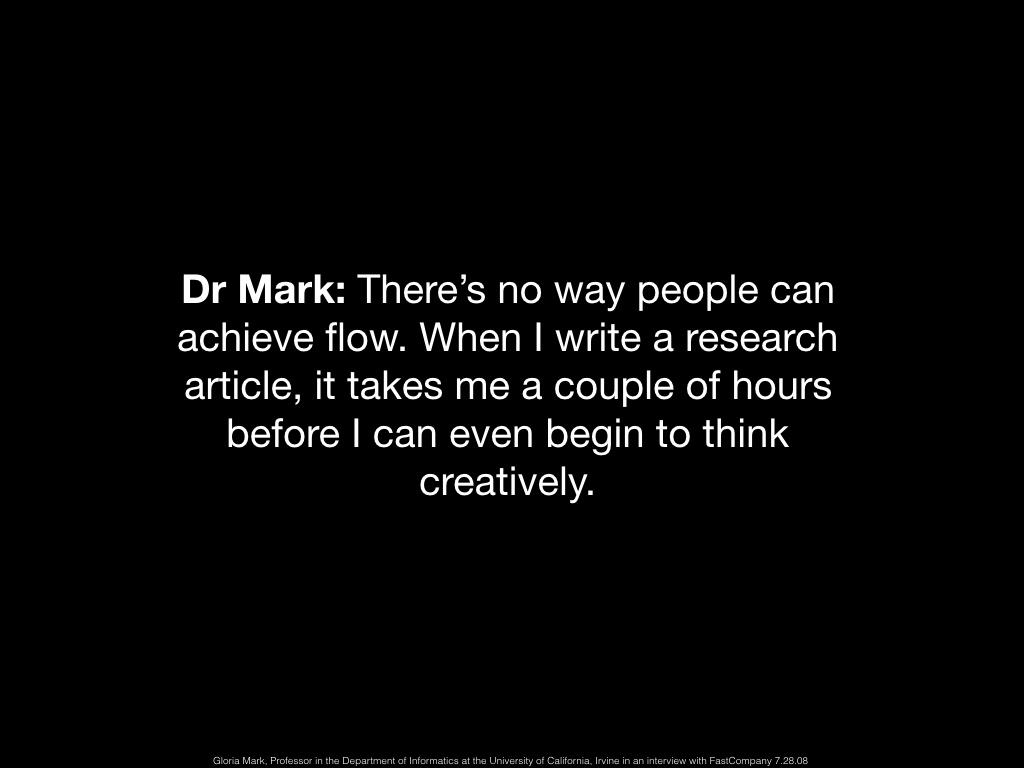 Dr Mark: There’s no way people can
achieve flow. When I write a research
article, it takes me a couple of hours
before I can even begin to think
creatively.
Gloria Mark, Professor in the Department of Informatics at the University of California, Irvine in an interview with FastCompany 7.28.08